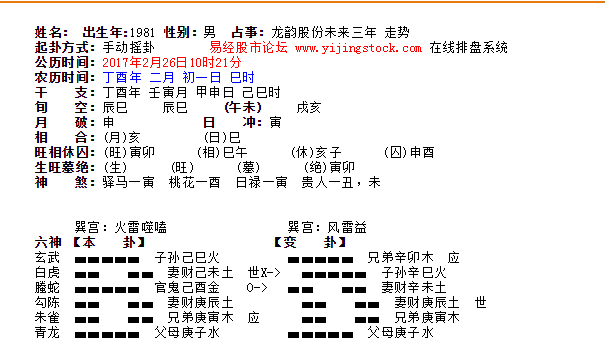 姓名： 出生年:1981 性别：男 占事：龙韵股份未来三年 走势
起卦方式：手动摇卦 易经股市论坛 www.yijingstock.com 在线排盘系统
公历时间：2017年2月26日10时21分
农历时间：丁酉年 二月 初一日 巳时
干 支：丁酉年 壬寅月 甲申日 己巳时
旬 空：辰巳 辰巳 (午未) 戌亥
月 破：申 日 冲：寅
相 合：(月)亥 (日)巳
旺相休囚：(旺)寅卯 (相)巳午 (休)亥子 (囚)申酉
生旺墓绝：(生) (旺) (墓) (绝)寅卯
神 煞：驿马—寅 桃花—酉 日禄—寅 贵人—丑，未
巽宫：火雷噬嗑 巽宫：风雷益
六神 【本 卦】 【变 卦】
玄武 子孙己巳火 兄弟辛卯木 应
白虎 妻财己未土 世X-> 子孙辛巳火
螣蛇 官鬼己酉金 O-> 妻财辛未土
勾陈 妻财庚辰土 妻财庚辰土 世
朱雀 兄弟庚寅木 应 兄弟庚寅木
青龙 父母庚子水 父母庚子水